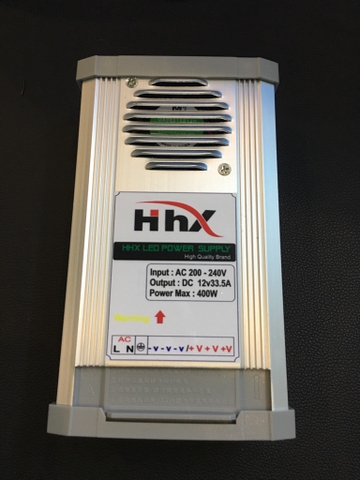 HhX
HHX LED POWER SUPPLY
High Quality Brand
Input : AC 200 - 240V
Output : DC 12v33.5A
Power Max : 400W
Warning
AC
L N -v -v -v/+V +V +V